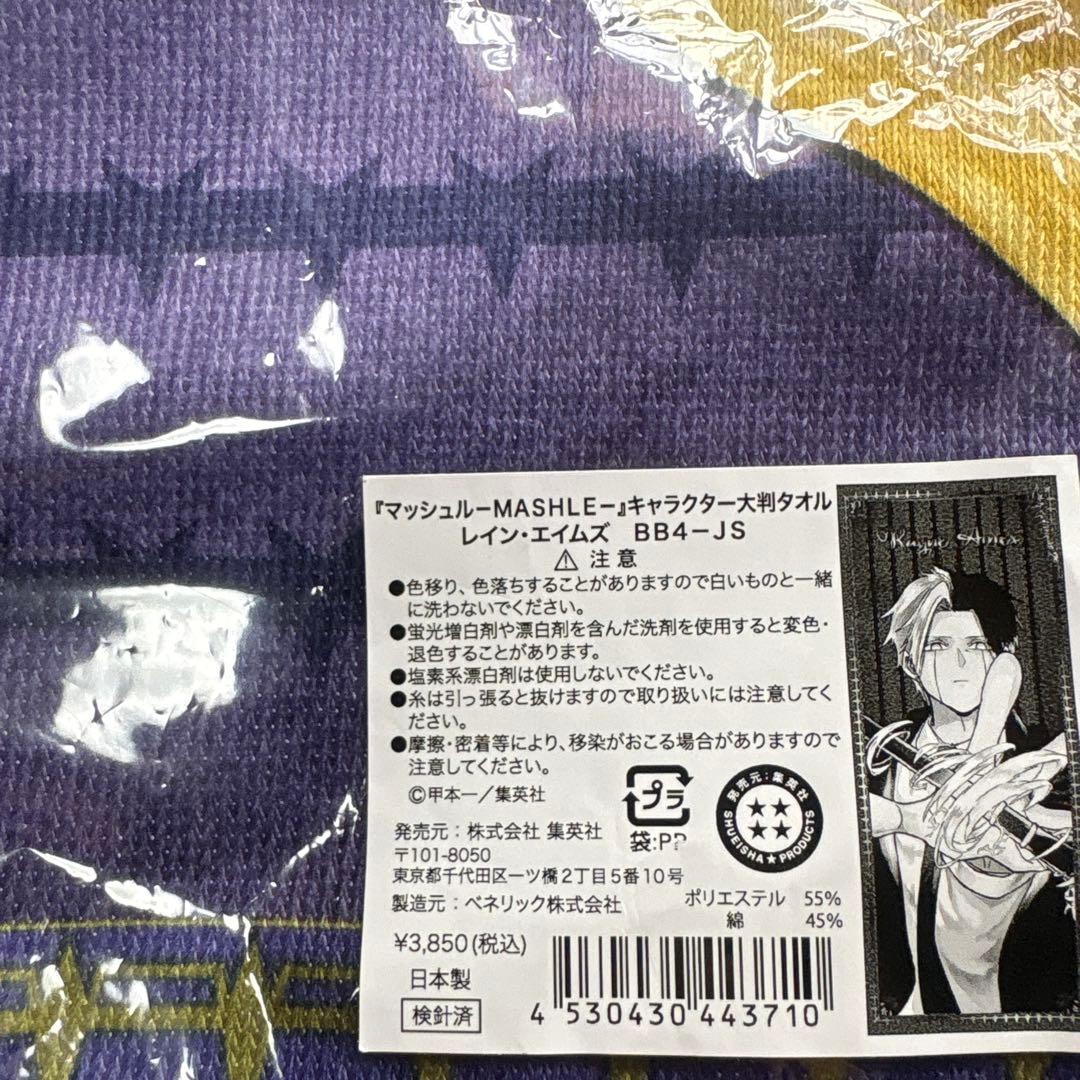 『マッシュルーMASHLEー』キャラクター大判タオル
レイン・エイムズ　BB4ーJS
⚠ 注意
●色移り、色落ちすることがありますので白いものと一緒
に洗わないでください。
●蛍光増白剤や漂白剤を含んだ洗剤を使用すると変色・
退色することがあります。
●塩素系漂白剤は使用しないでください。
●糸は引っ張ると抜けますので取り扱いには注意してく
ださい。
●摩擦・密着等により、移染がおこる場合がありますので
注意してください。
©甲本一／集英社
発売元：株式会社 集英社
〒101-8050
東京都千代田区一ツ橋2丁目5番10号
製造元：ベネリック株式会社
プラ
袋：PP
発売元：集英社
SHUEISHA★PRODUCTS
ポリエステル 55%
綿 45%
¥3,850(税込)
日本製
検針済
4 530430 443710
Rayne Ames